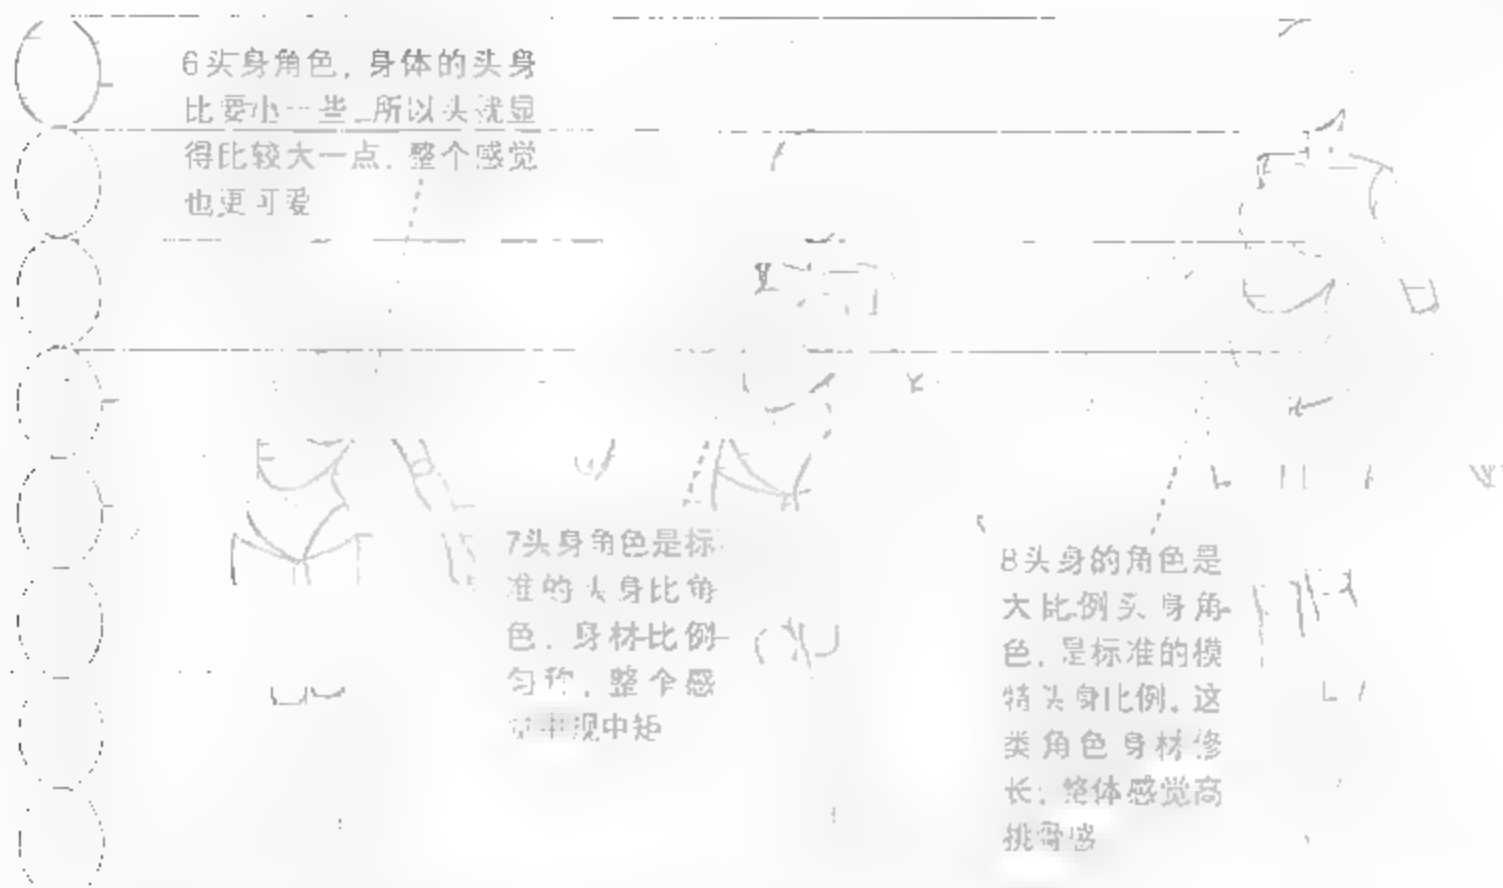 6头身角色，身体的头身
比要小一些，所以头就显
得比较大一点，整个感觉
也更可爱
7头身角色是标
准的头身比角
色，身材比例
匀称，整个感
中规中矩
8头身的角色是
大比例头身角
色，是标准的模
特头身比例。这
类角色身材修
长，整体感觉高
挑